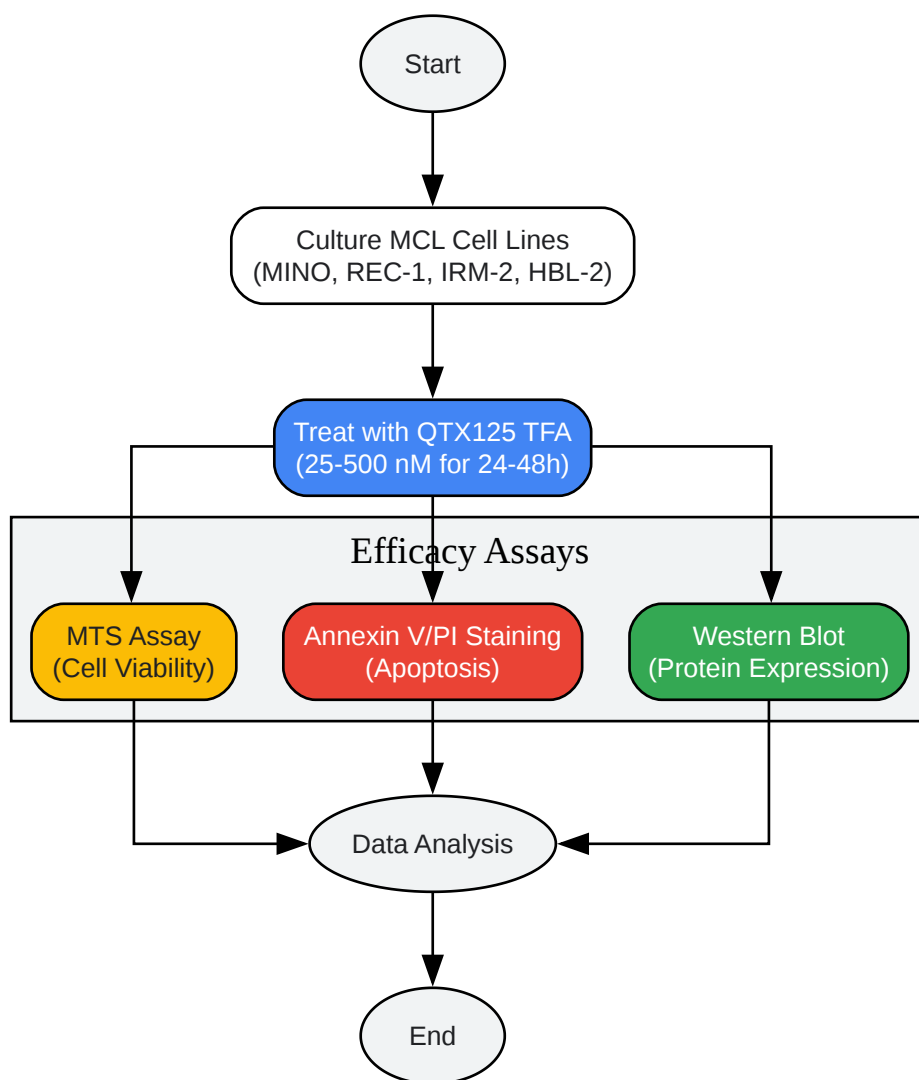 Start
Culture MCL Cell Lines
(MINO, REC-1, IRM-2, HBL-2)
Treat with QTX125 TFA
(25-500 nM for 24-48h)
Efficacy Assays
MTS Assay
(Cell Viability)
Annexin V/PI Staining
(Apoptosis)
Western Blot
(Protein Expression)
Data Analysis
End